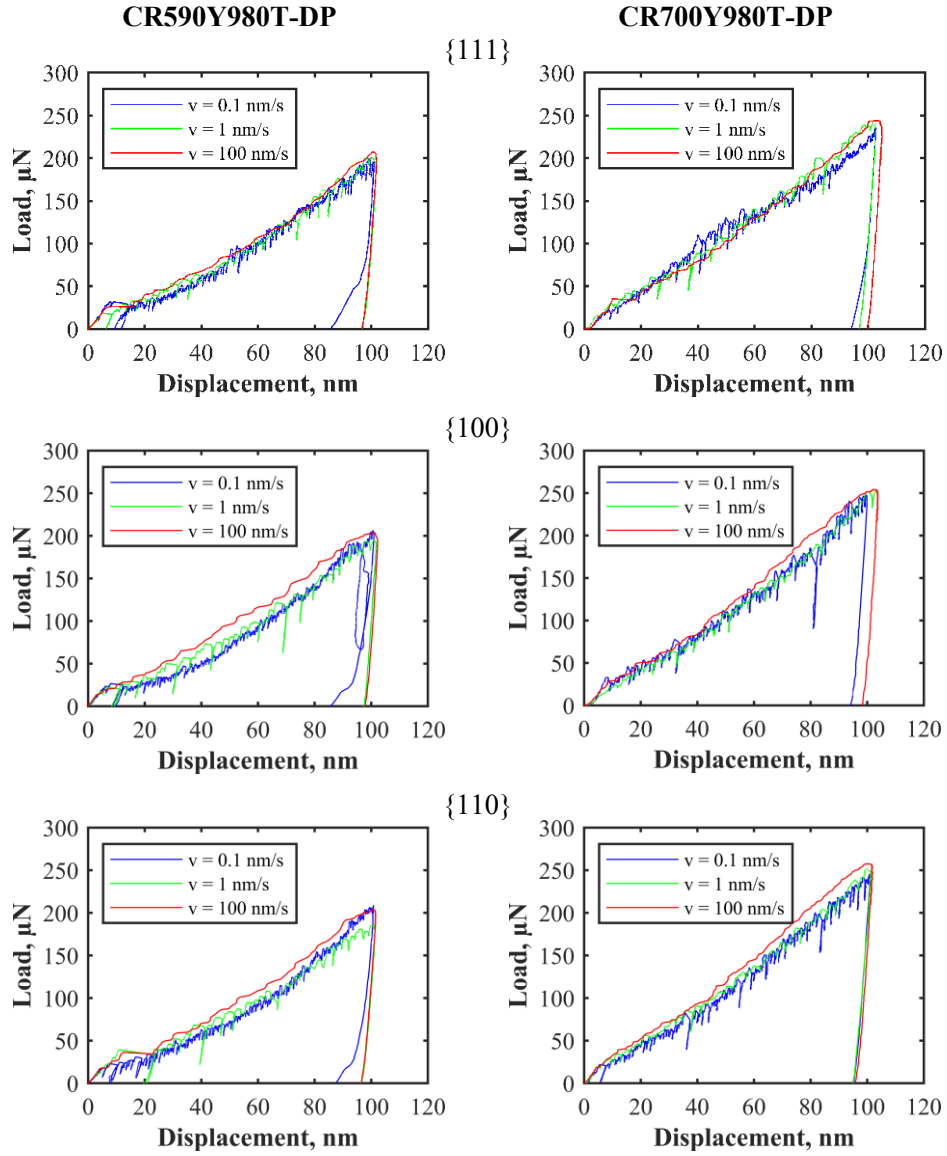 CR590Y980T-DP CR700Y980T-DP
{111}
300
250
200
150
100
50
0
Load, µN
v = 0.1 nm/s
v = 1 nm/s
v = 100 nm/s
0 20 40 60 80 100 120
Displacement, nm
300
250
200
150
100
50
0
Load, µN
v = 0.1 nm/s
v = 1 nm/s
v = 100 nm/s
0 20 40 60 80 100 120
Displacement, nm
{100}
300
250
200
150
100
50
0
Load, µN
v = 0.1 nm/s
v = 1 nm/s
v = 100 nm/s
0 20 40 60 80 100 120
Displacement, nm
300
250
200
150
100
50
0
Load, µN
v = 0.1 nm/s
v = 1 nm/s
v = 100 nm/s
0 20 40 60 80 100 120
Displacement, nm
{110}
300
250
200
150
100
50
0
Load, µN
v = 0.1 nm/s
v = 1 nm/s
v = 100 nm/s
0 20 40 60 80 100 120
Displacement, nm
300
250
200
150
100
50
0
Load, µN
v = 0.1 nm/s
v = 1 nm/s
v = 100 nm/s
0 20 40 60 80 100 120
Displacement, nm